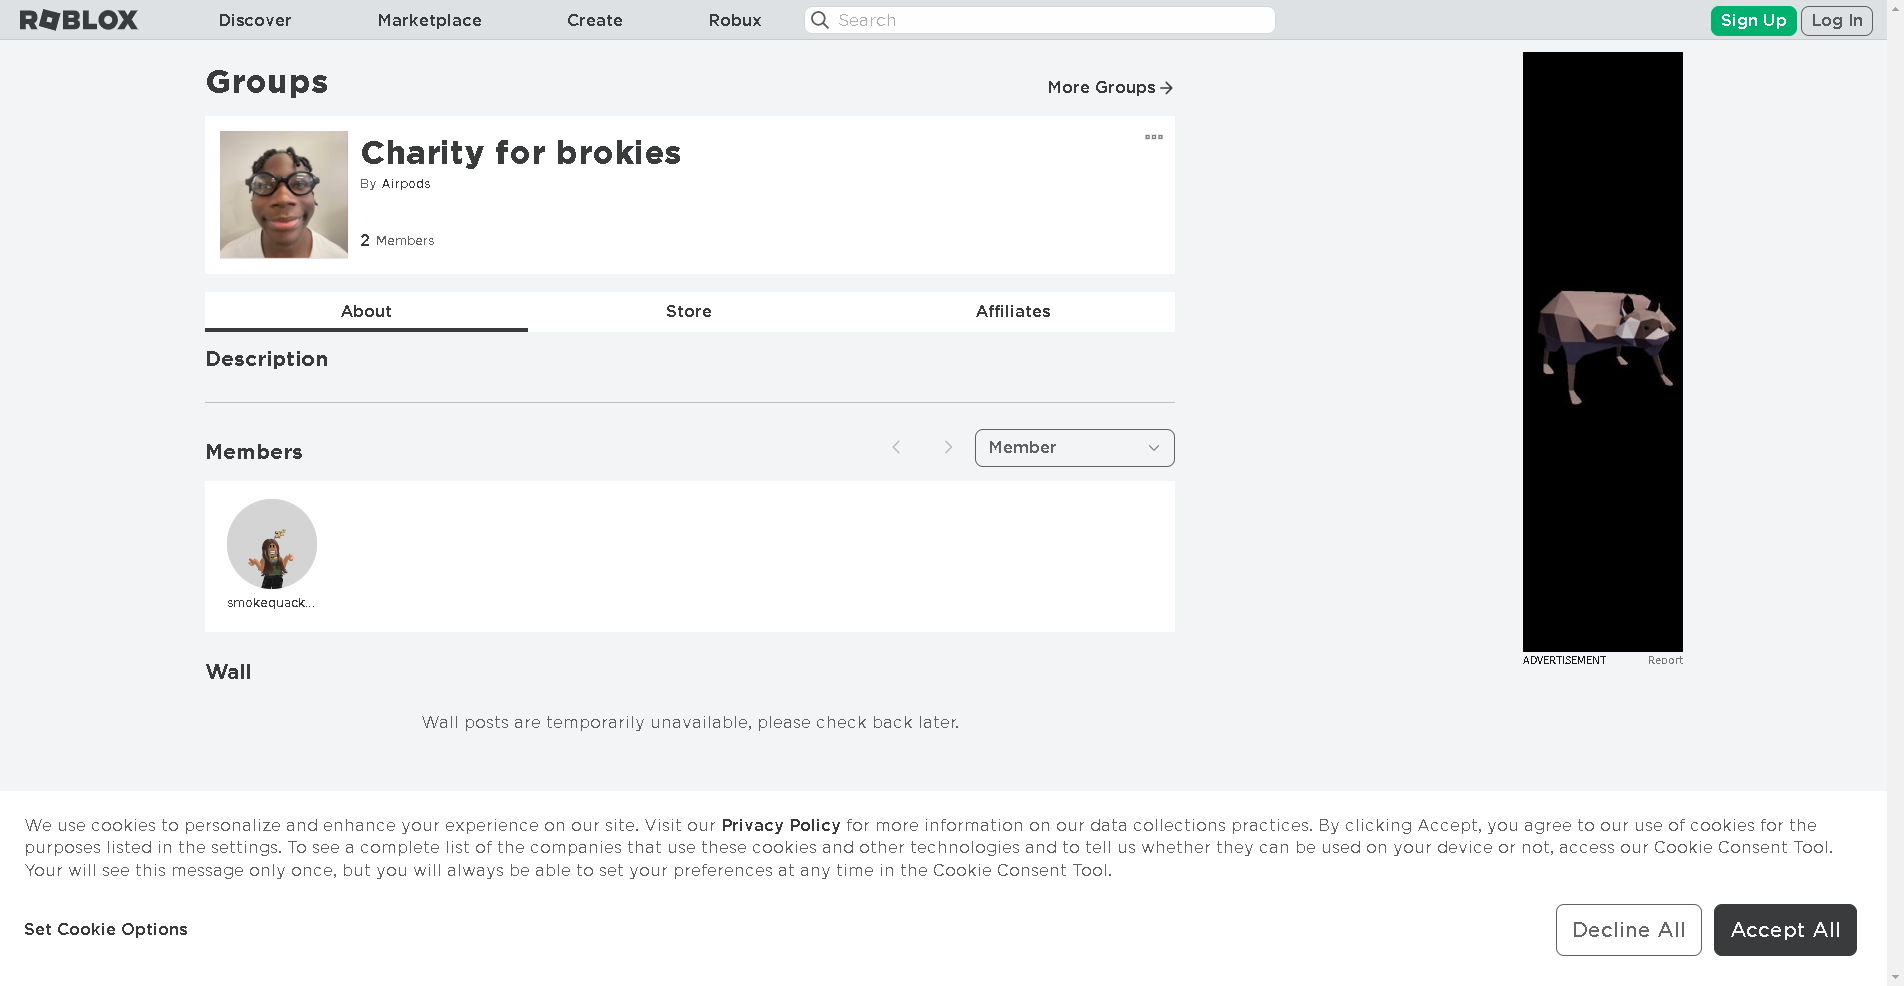 ROBLOX Discover Marketplace Create Robux Search Sign Up Log In
Groups
More Groups
Charity for brokies
By Airpods
2 Members
About Store Affiliates
Description
Members
Member
smokequack...
Wall
Wall posts are temporarily unavailable, please check back later.
ADVERTISEMENT Report
We use cookies to personalize and enhance your experience on our site. Visit our Privacy Policy for more information on our data collections practices. By clicking Accept, you agree to our use of cookies for the
purposes listed in the settings. To see a complete list of the companies that use these cookies and other technologies and to tell us whether they can be used on your device or not, access our Cookie Consent Tool.
Your will see this message only once, but you will always be able to set your preferences at any time in the Cookie Consent Tool.
Set Cookie Options
Decline All Accept All